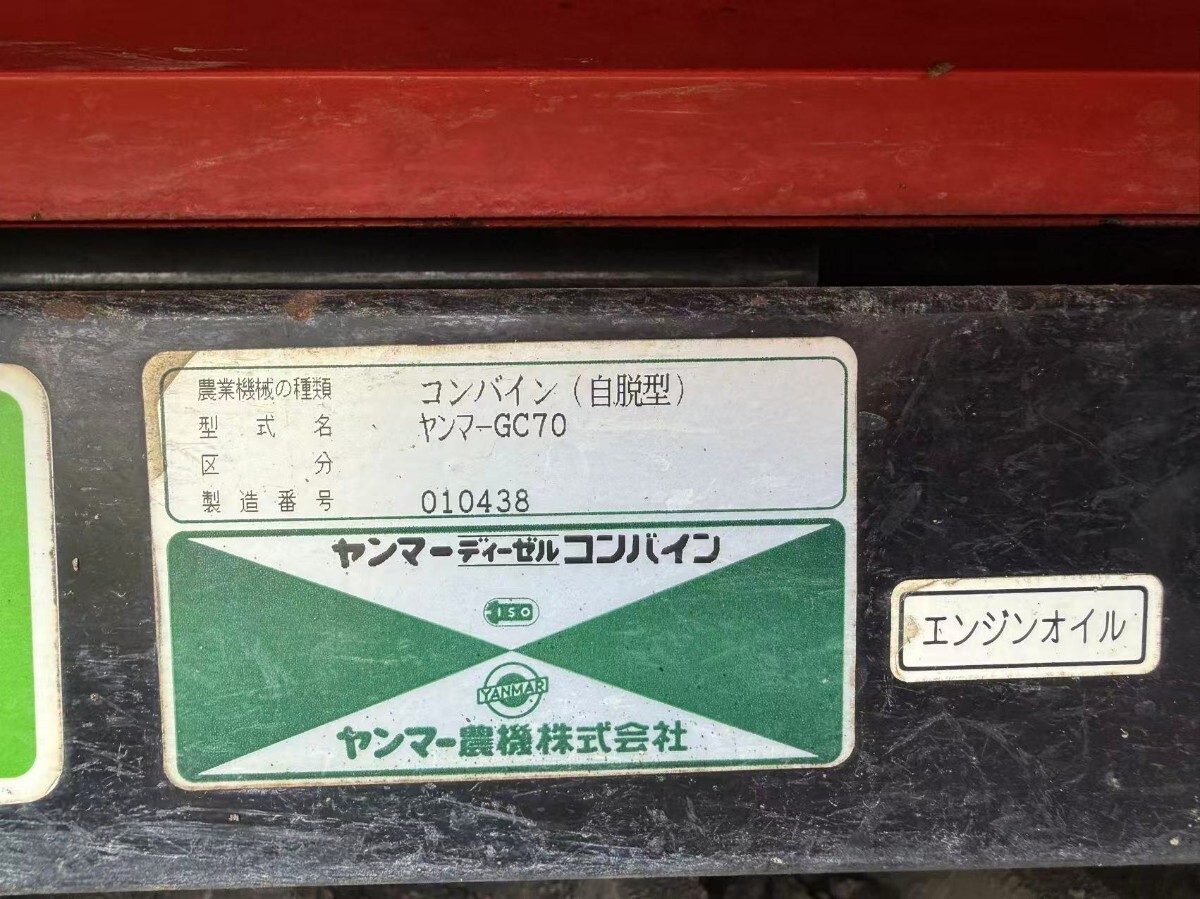 農業機械の種類 コンバイン(自脱型)
型式名 ヤンマーGC70
区分
製造番号 010438
ヤンマーディーゼルコンバイン
ISO
YANMAR
ヤンマー農機株式会社
エンジンオイル